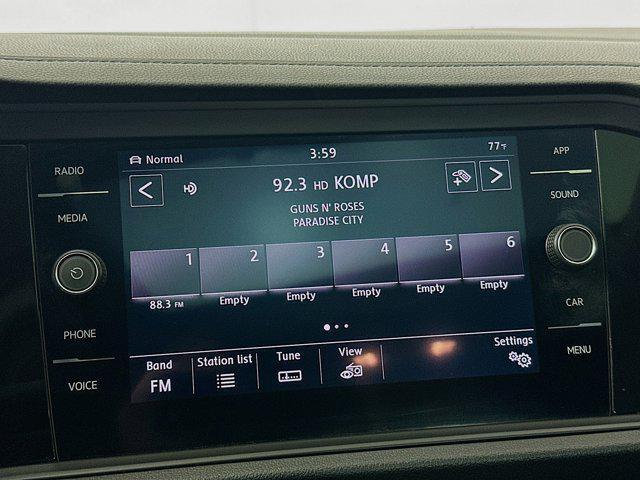 RADIO
MEDIA
PHONE
VOICE
Normal 3:59 77°F
92.3 HD KOMP
GUNS N' ROSES
PARADISE CITY
1 2 3 4 5 6
88.3 FM Empty Empty Empty Empty Empty
Band Station list Tune View Settings
FM
APP
SOUND
CAR
MENU